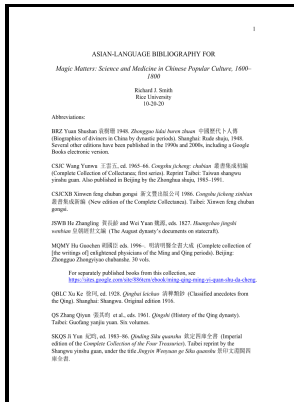 1
ASIAN-LANGUAGE BIBLIOGRAPHY FOR
Magic Matters: Science and Medicine in Chinese Popular Culture, 1600–
1800
Richard J. Smith
Rice University
10-20-20
Abbreviations:
BRZ Yuan Shushan 袁樹珊 1948. Zhongguo lidai buren zhuan 中國歷代卜人傳
(Biographies of diviners in China by dynastic periods). Shanghai: Rude shuju, 1948.
Several other editions have been published in the 1990s and 2000s, including a Google
Books electronic version.
CSJC Wang Yunwu 王雲五, ed. 1965–66. Congshu jicheng: chubian 叢書集成初編
(Complete Collection of Collectanea; first series). Reprint Taibei: Taiwan shangwu
yinshu guan. Also published in Beijing by the Zhonghua shuju, 1985–1991.
CSJCXB Xinwen feng chuban gongsi 新文豐出版公司 1986. Congshu jicheng xinbian
叢書集成新編 (New edition of the Complete Collectanea). Taibei: Xinwen feng chuban
gongsi.
HJSWB He Zhangling 賀長齡 and Wei Yuan 魏源, eds. 1827. Huangchao jingshi
wenbian 皇朝經世文編 (The August dynasty's documents on statecraft).
MQMY Hu Guochen 胡國臣 eds. 1996–. 明清明醫全書大成 (Complete collection of
[the writings of] enlightened physicians of the Ming and Qing periods). Beijing:
Zhongguo Zhongyiyao chubanshe. 30 vols.
For separately published books from this collection, see
https://sites.google.com/site/886item/ebook/ming-qing-ming-yi-quan-shu-da-cheng.
QBLC Xu Ke 徐珂, ed. 1928. Qingbai leichao 清稗類鈔 (Classified anecdotes from
the Qing). Shanghai: Shangwu. Original edition 1916.
QS Zhang Qiyun 張其昀 et al., eds. 1961. Qingshi (History of the Qing dynasty).
Taibei: Guofang yanjiu yuan. Six volumes.
SKQS Ji Yun 紀昀, ed. 1983–86. Qinding Siku quanshu 欽定四庫全書 (Imperial
edition of the Complete Collection of the Four Treasuries). Taibei reprint by the
Shangwu yinshu guan, under the title Jingyin Wenyuan ge Siku quanshu 景印文淵閣四
庫全書.